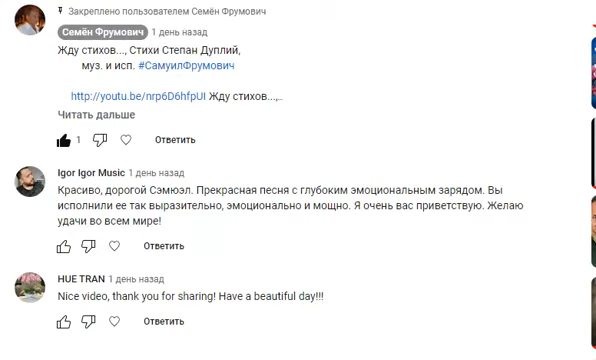 Закреплено пользователем Семён Фрумович
Семён Фрумович 1 день назад
Жду стихов..., Стихи Степан Дуплий,
муз. и исп. #СамуилФрумович
http://youtu.be/nrp6D6hfpUI Жду стихов...,..
Читать дальше
1 Ответить
Igor Igor Music 1 день назад
Красиво, дорогой Сэмюэл. Прекрасная песня с глубоким эмоциональным зарядом. Вы
исполнили ее так выразительно, эмоционально и мощно. Я очень вас приветствую. Желаю
удачи во всем мире!
Ответить
HUE TRAN 1 день назад
Nice video, thank you for sharing! Have a beautiful day!!!
Ответить